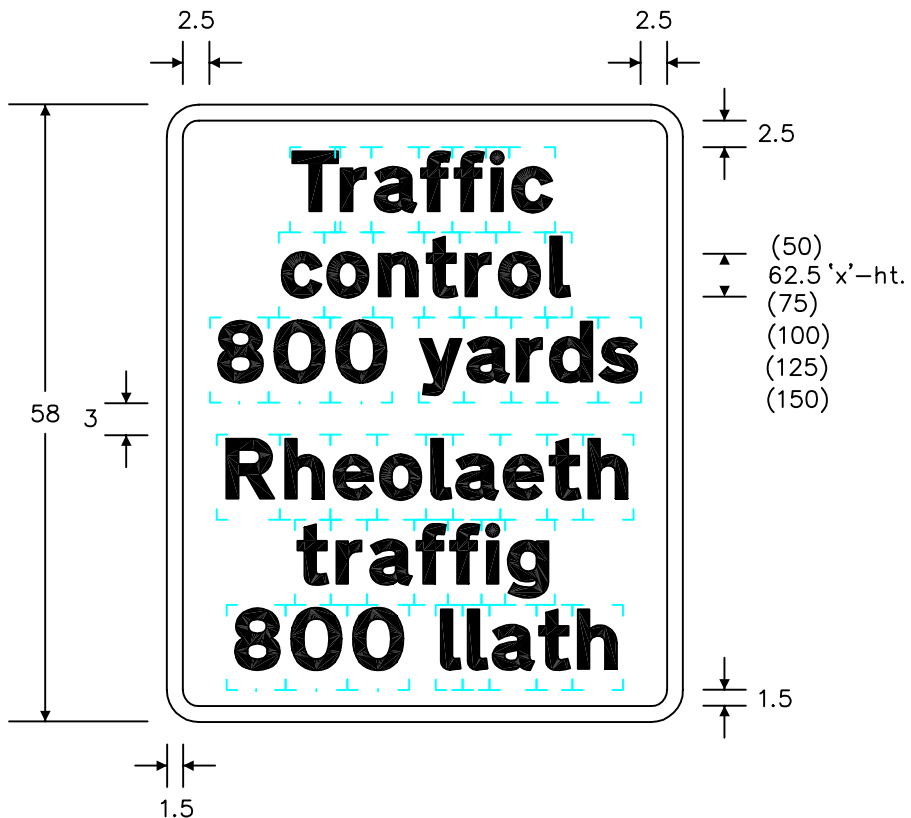 2.5 2.5
2.5
Traffic
control
800 yards
(50)
62.5 'x'-ht.
(75)
(100)
(125)
(150)
58 3
Rheolaeth
traffig
800 llath
1.5
1.5